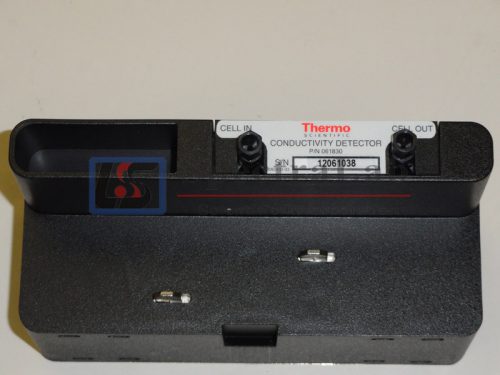 CELL IN
Thermo
SCIENTIFIC
CELL OUT
CONDUCTIVITY DETECTOR
P/N 061830
S/N
12061038